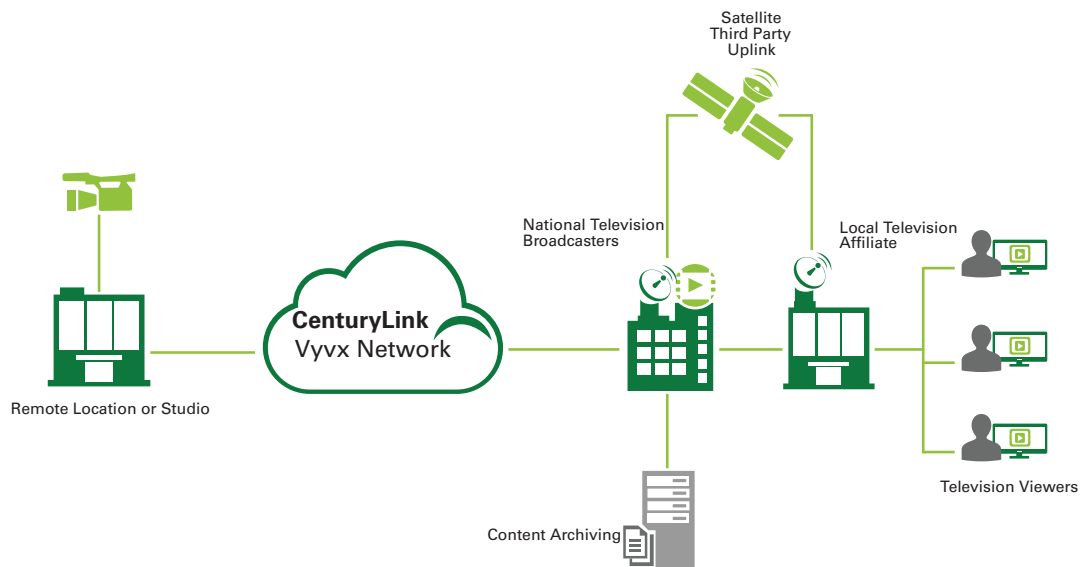 Satellite
Third Party
Uplink
National Television
Broadcasters
Local Television
Affiliate
CenturyLink
Vyvx Network
Remote Location or Studio
Television Viewers
Content Archiving